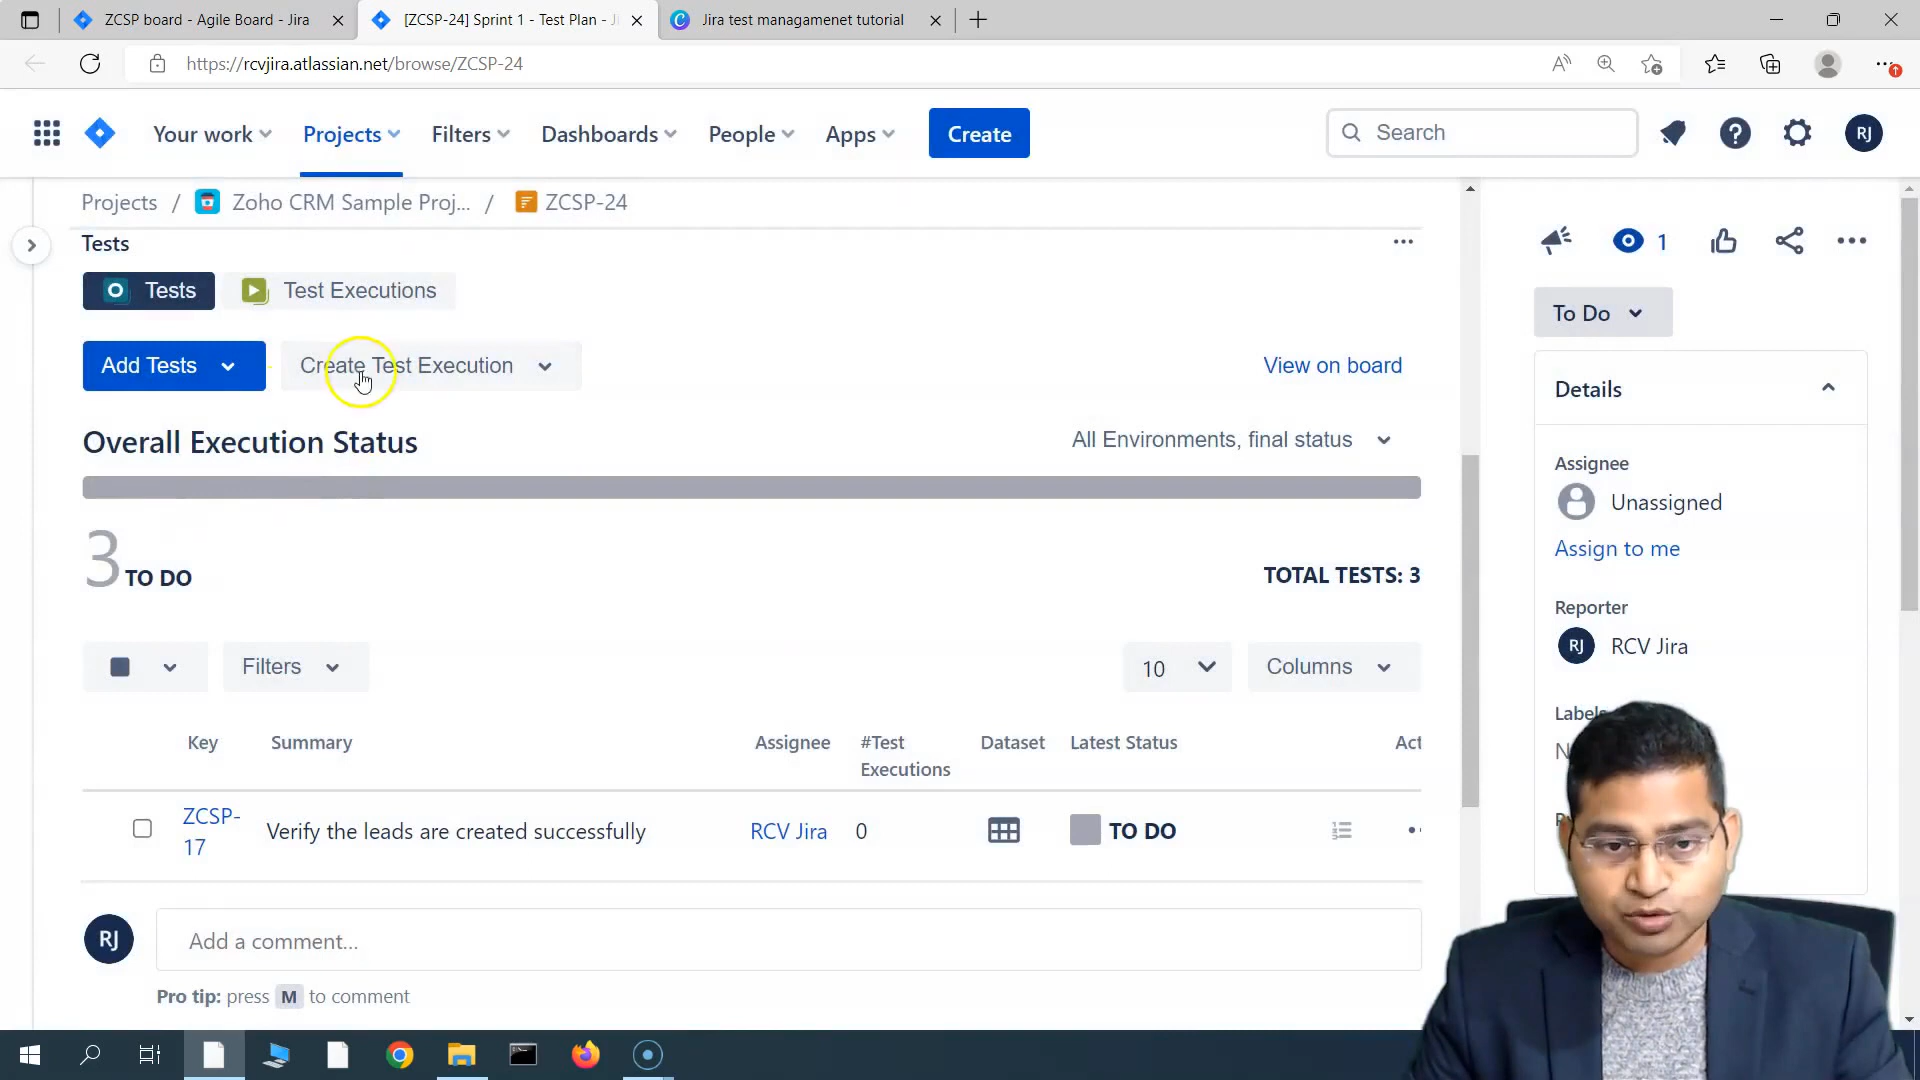 ZCSP board - Agile Board - Jira
[ZCSP-24] Sprint 1 - Test Plan - Ji
Jira test managamenet tutorial
https://rcvjira.atlassian.net/browse/ZCSP-24
Your work
Projects
Filters
Dashboards
People
Apps
Create
Search
RJ
Projects / Zoho CRM Sample Proj... / ZCSP-24
Tests
1
Tests
Test Executions
To Do
Add Tests
Create Test Execution
View on board
Details
Overall Execution Status
All Environments, final status
Assignee
Unassigned
Assign to me
3 TO DO
TOTAL TESTS: 3
Reporter
RJ RCV Jira
Filters
10
Columns
Labels
Key
Summary
Assignee
#Test Executions
Dataset
Latest Status
Act
ZCSP-17
Verify the leads are created successfully
RCV Jira
0
TO DO
RJ
Add a comment...
Pro tip: press M to comment